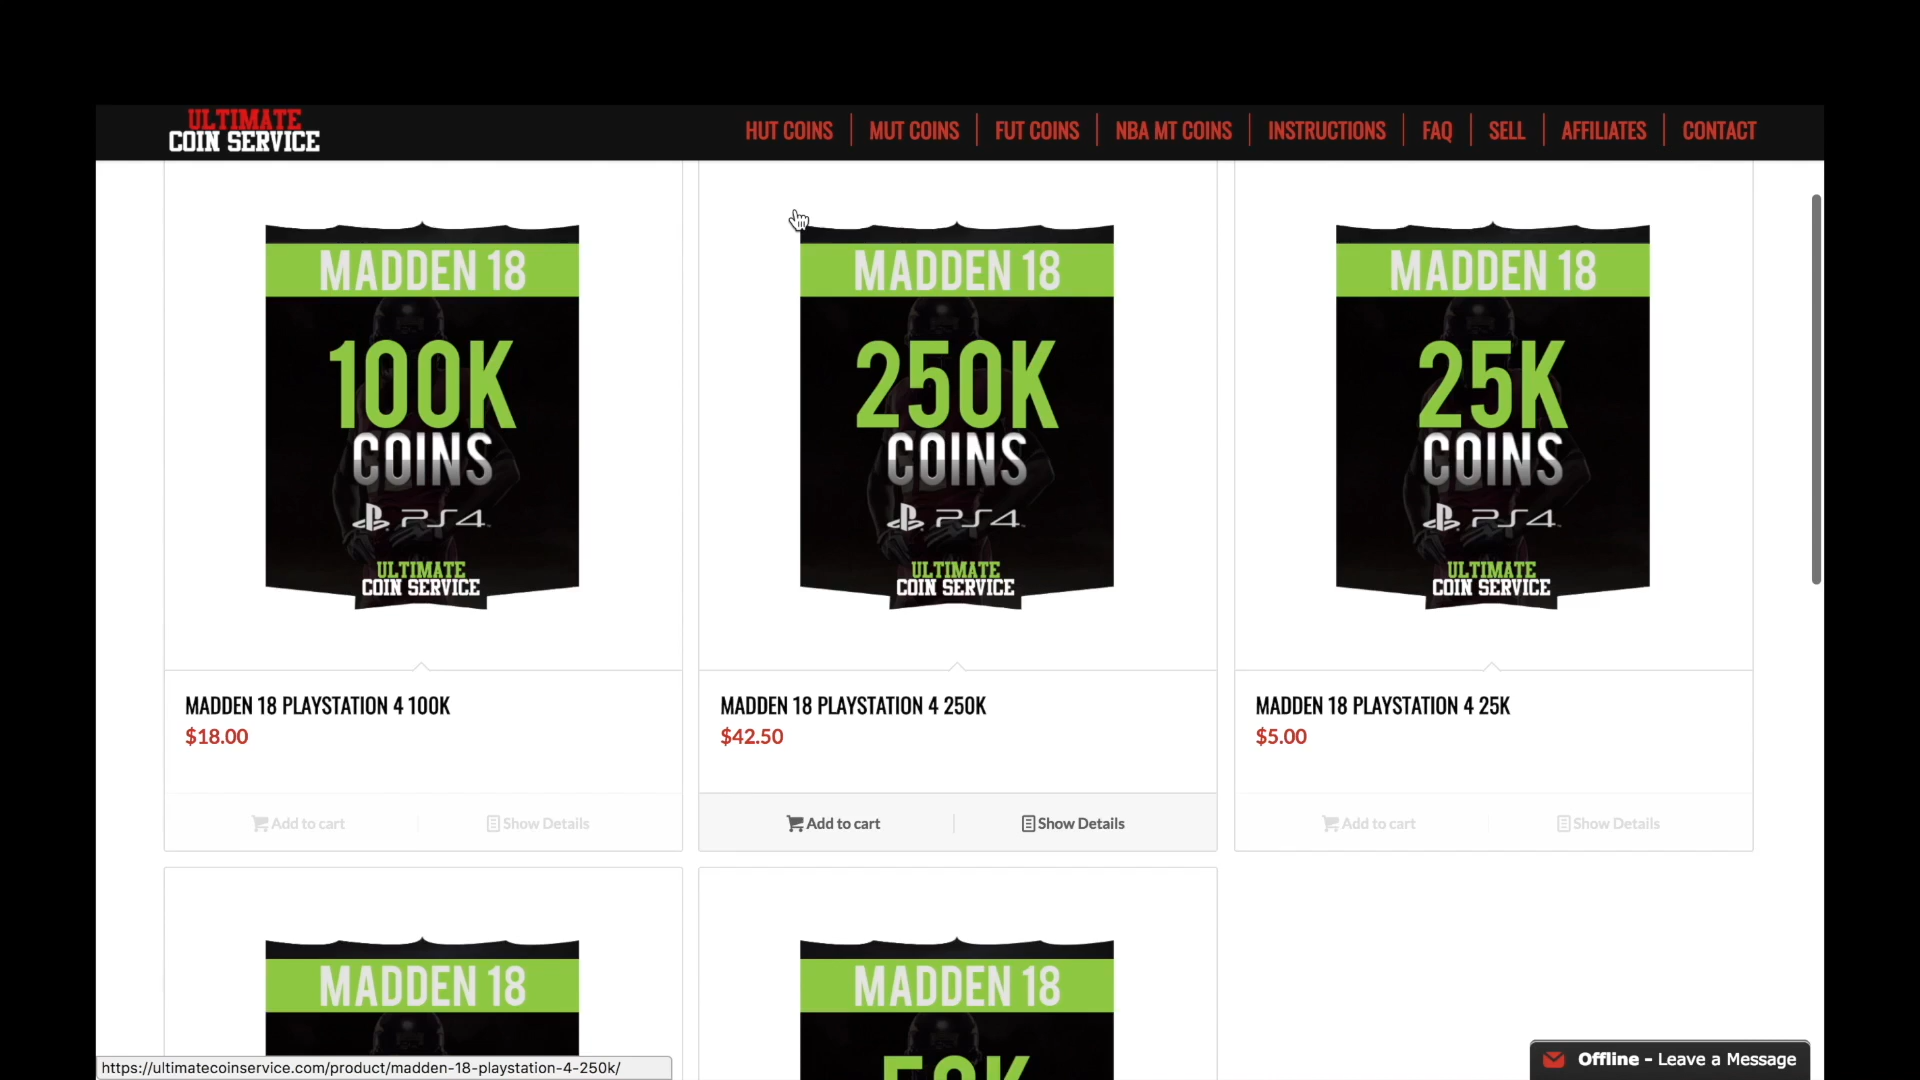 ULTIMATE
COIN SERVICE
HUT COINS
MUT COINS
FUT COINS
NBA MT COINS
INSTRUCTIONS
FAQ
SELL
AFFILIATES
CONTACT
MADDEN 18
100K
COINS
PS4
ULTIMATE
COIN SERVICE
MADDEN 18 PLAYSTATION 4 100K
$18.00
Add to cart
Show Details
MADDEN 18
250K
COINS
PS4
ULTIMATE
COIN SERVICE
MADDEN 18 PLAYSTATION 4 250K
$42.50
Add to cart
Show Details
MADDEN 18
25K
COINS
PS4
ULTIMATE
COIN SERVICE
MADDEN 18 PLAYSTATION 4 25K
$5.00
Add to cart
Show Details
MADDEN 18
MADDEN 18
50K
https://ultimatecoinservice.com/product/madden-18-playstation-4-250k/
Offline - Leave a Message